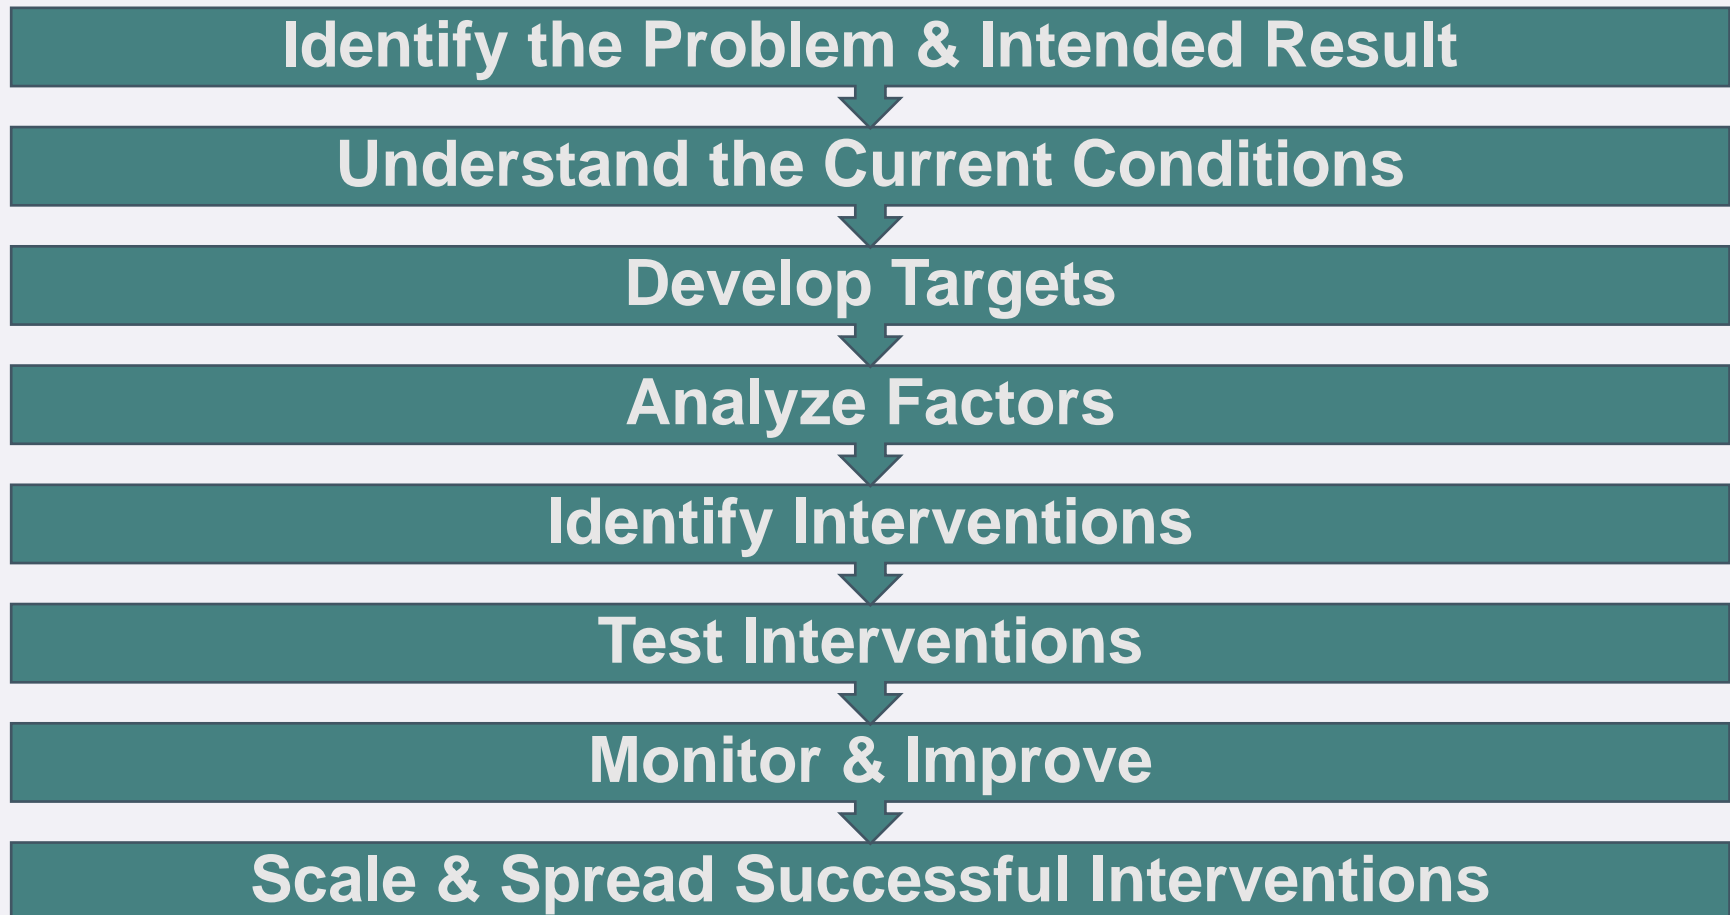 Identify the Problem & Intended Result
Understand the Current Conditions
Develop Targets
Analyze Factors
Identify Interventions
Test Interventions
Monitor & Improve
Scale & Spread Successful Interventions